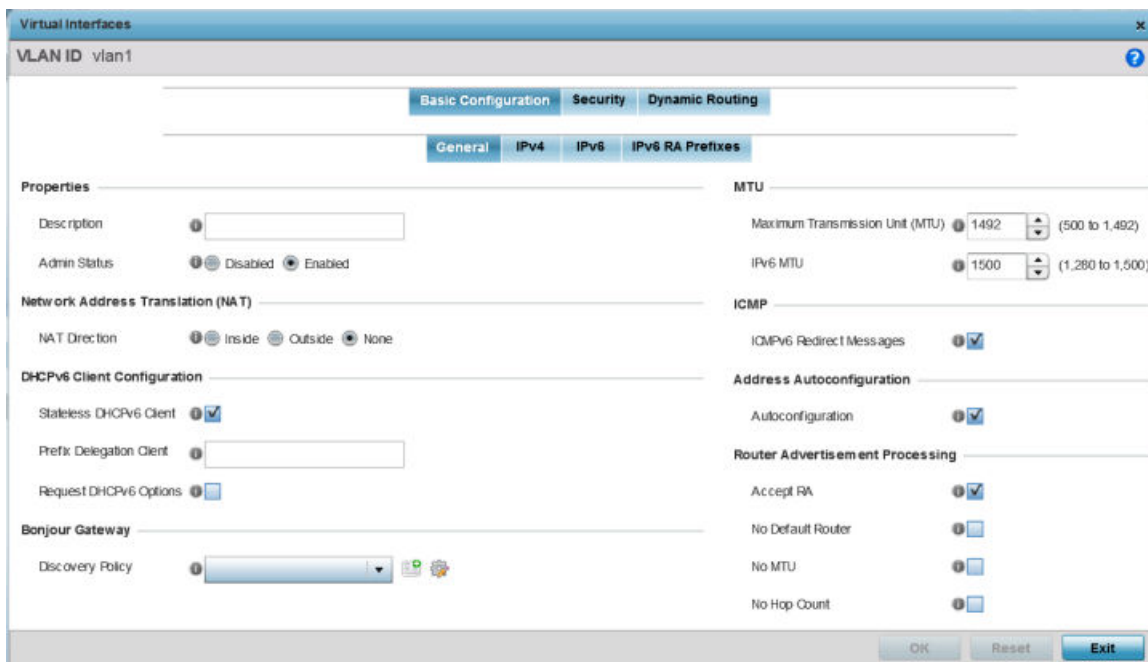 Virtual Interfaces
VLAN ID vlan1
Basic Configuration Security Dynamic Routing
General IPv4 IPv6 IPv6 RA Prefixes
Properties
Description
Admin Status Disabled Enabled
Network Address Translation (NAT)
NAT Direction Inside Outside None
DHCPv6 Client Configuration
Stateless DHCPv6 Client
Prefix Delegation Client
Request DHCPv6 Options
Bonjour Gateway
Discovery Policy
MTU
Maximum Transmission Unit (MTU) 1492 (500 to 1,492)
IPv6 MTU 1500 (1,280 to 1,500)
ICMP
ICMPv6 Redirect Messages
Address Autoconfiguration
Autoconfiguration
Router Advertisement Processing
Accept RA
No Default Router
No MTU
No Hop Count
OK Reset Exit